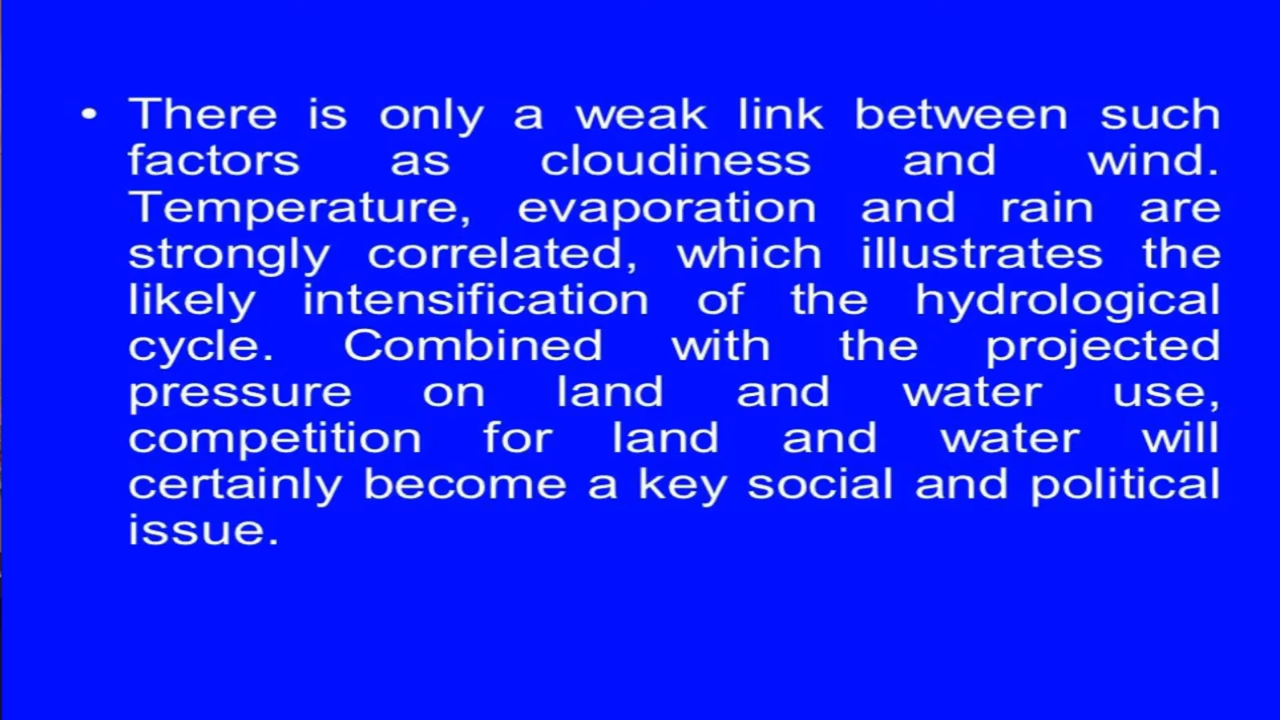 • There is only a weak link between such
factors as cloudiness and wind.
Temperature, evaporation and rain are
strongly correlated, which illustrates the
likely intensification of the hydrological
cycle. Combined with the projected
pressure on land and water use,
competition for land and water will
certainly become a key social and political
issue.